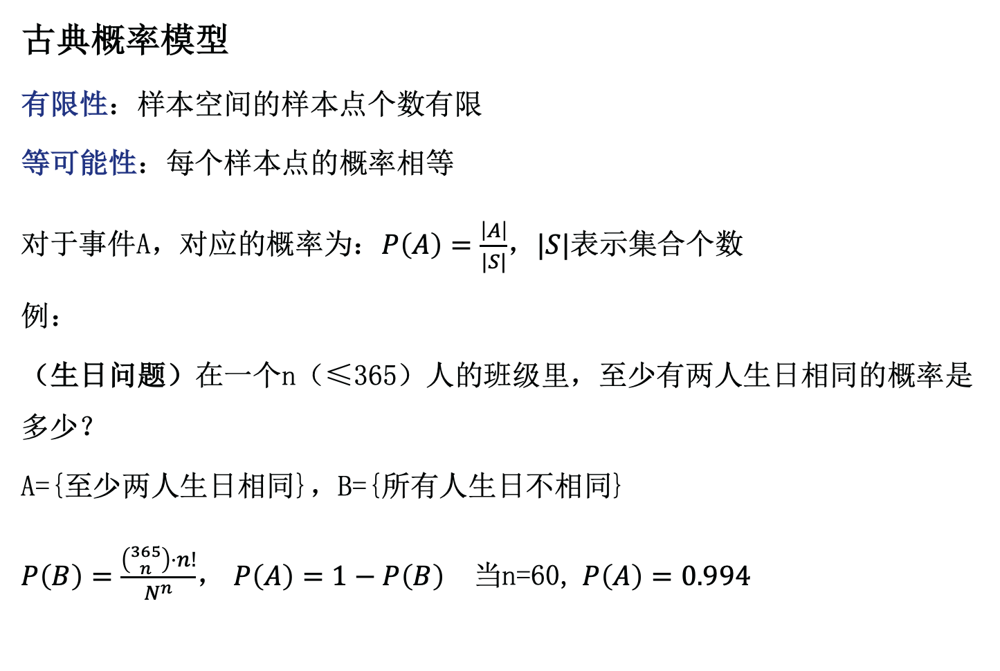 古典概率模型
有限性：样本空间的样本点个数有限
等可能性：每个样本点的概率相等
对于事件A，对应的概率为：P(A) = |A|/|S|，|S|表示集合个数
例：
（生日问题）在一个n（≤365）人的班级里，至少有两人生日相同的概率是
多少？
A={至少两人生日相同}，B={所有人生日不相同}
P(B) = \frac{\binom{365}{n}·n!}{N^n}， P(A) = 1 − P(B) 当n=60, P(A) = 0.994